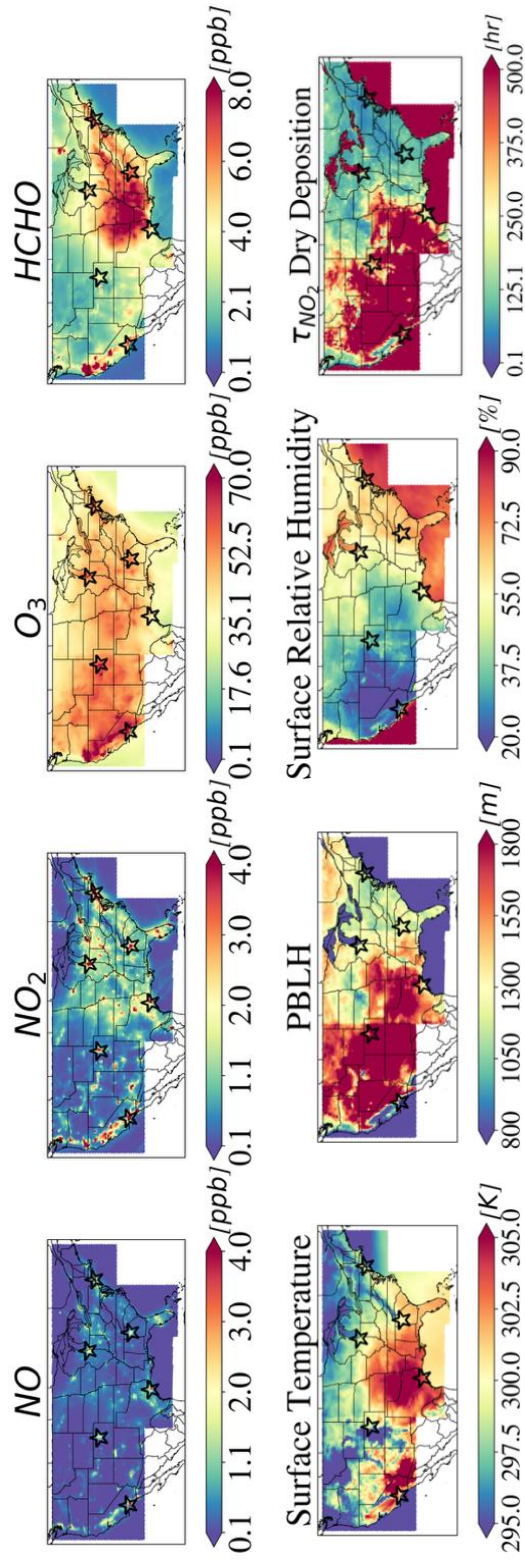 NO
0.1 1.1 2.0 3.0 4.0 [ppb]
NO₂
0.1 1.1 2.0 3.0 4.0 [ppb]
O₃
0.1 17.6 35.1 52.5 70.0 [ppb]
HCHO
0.1 2.1 4.0 6.0 8.0 [ppb]
Surface Temperature
295.0 297.5 300.0 302.5 305.0 [K]
PBLH
800 1050 1300 1550 1800 [m]
Surface Relative Humidity
20.0 37.5 55.0 72.5 90.0 [%]
τNO₂ Dry Deposition
0.1 125.1 250.0 375.0 500.0 [hr]